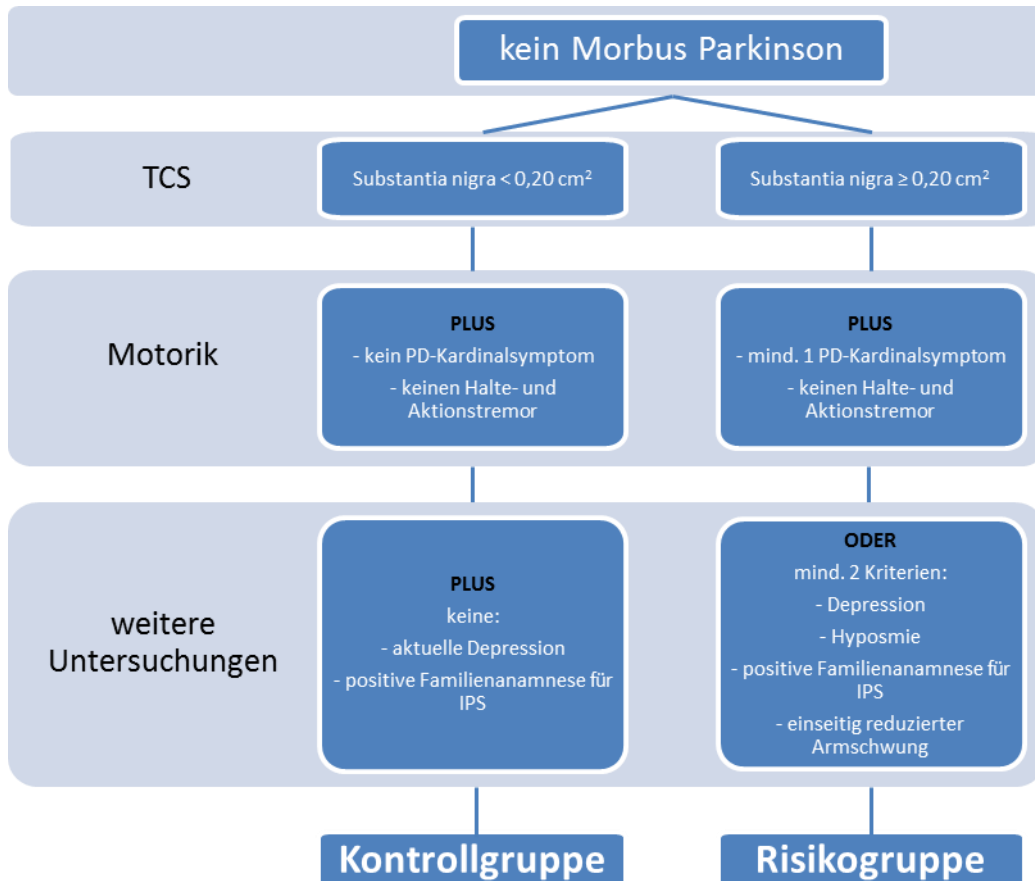 kein Morbus Parkinson
TCS
Substantia nigra < 0,20 cm²
Substantia nigra ≥ 0,20 cm²
Motorik
PLUS
- kein PD-Kardinalsymptom
- keinen Halte- und
Aktionstremor
PLUS
- mind. 1 PD-Kardinalsymptom
- keinen Halte- und
Aktionstremor
weitere
Untersuchungen
PLUS
keine:
- aktuelle Depression
- positive Familienanamnese für
IPS
ODER
mind. 2 Kriterien:
- Depression
- Hyposmie
- positive Familienanamnese für
IPS
- einseitig reduzierter
Armschwung
Kontrollgruppe
Risikogruppe